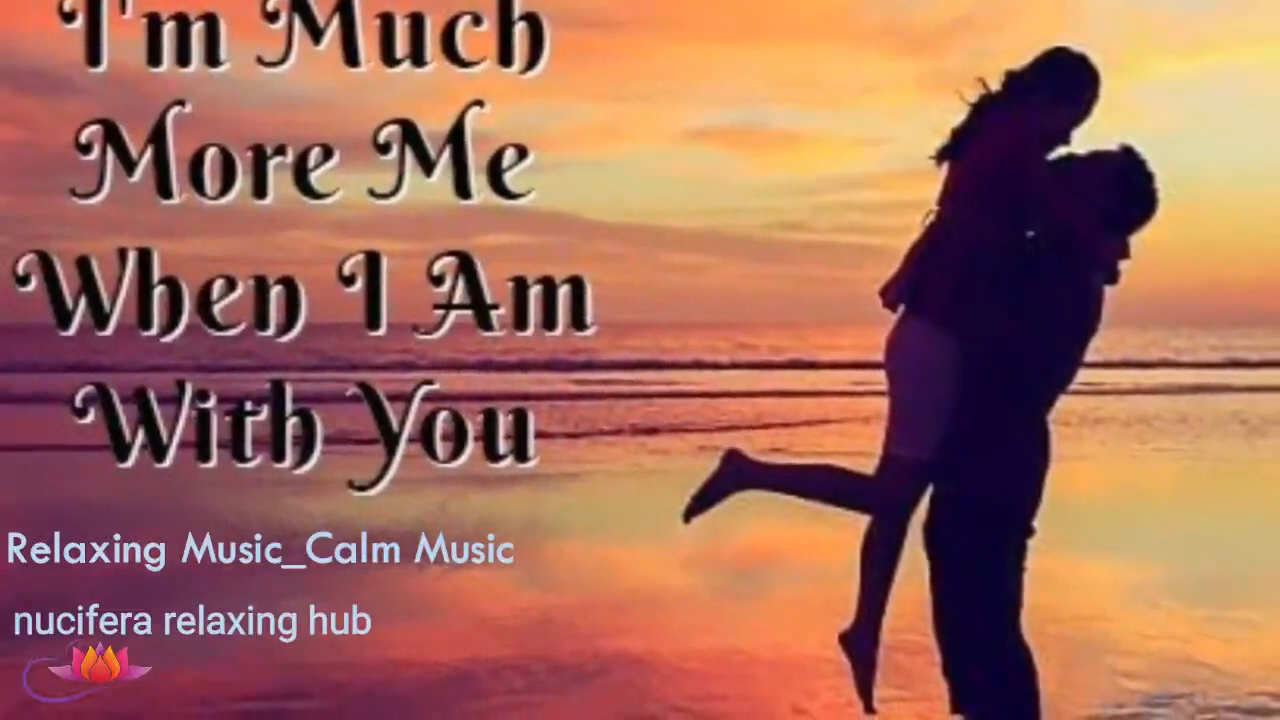 I'm Much
More Me
When I Am
With You
Relaxing Music_Calm Music
nucifera relaxing hub